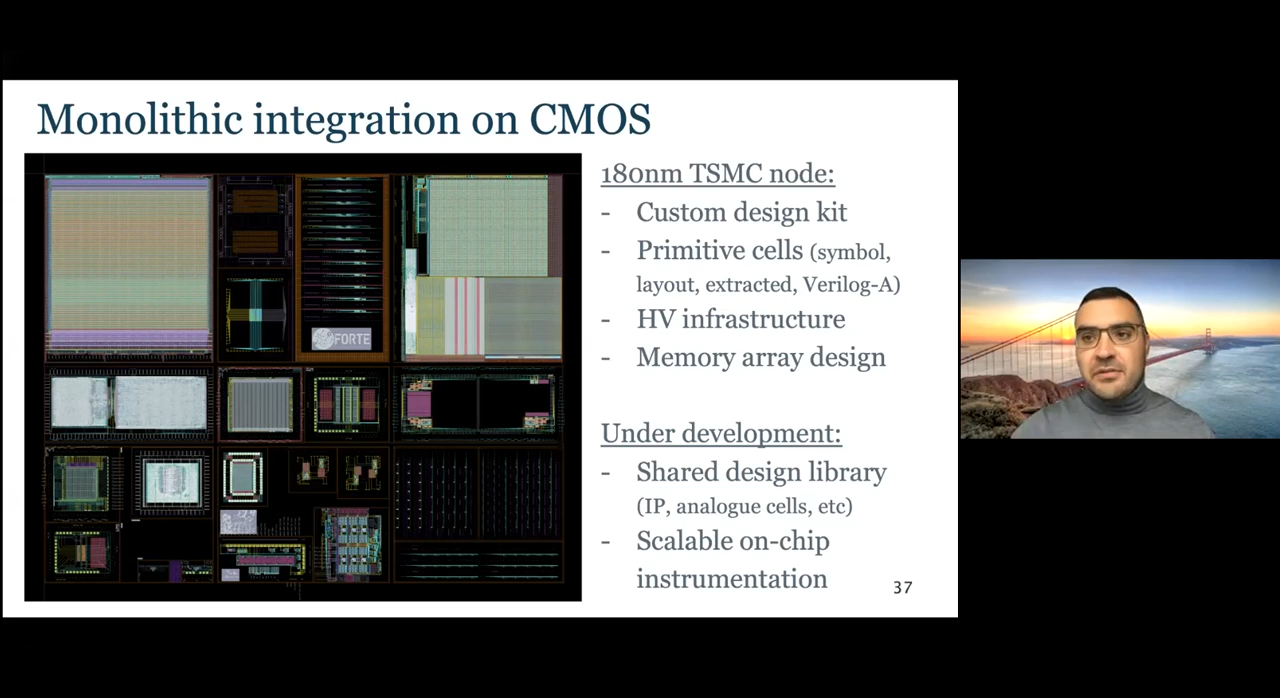 Monolithic integration on CMOS
FORTE
180nm TSMC node:
- Custom design kit
- Primitive cells (symbol,
layout, extracted, Verilog-A)
- HV infrastructure
- Memory array design
Under development:
- Shared design library
(IP, analogue cells, etc)
- Scalable on-chip
instrumentation
37